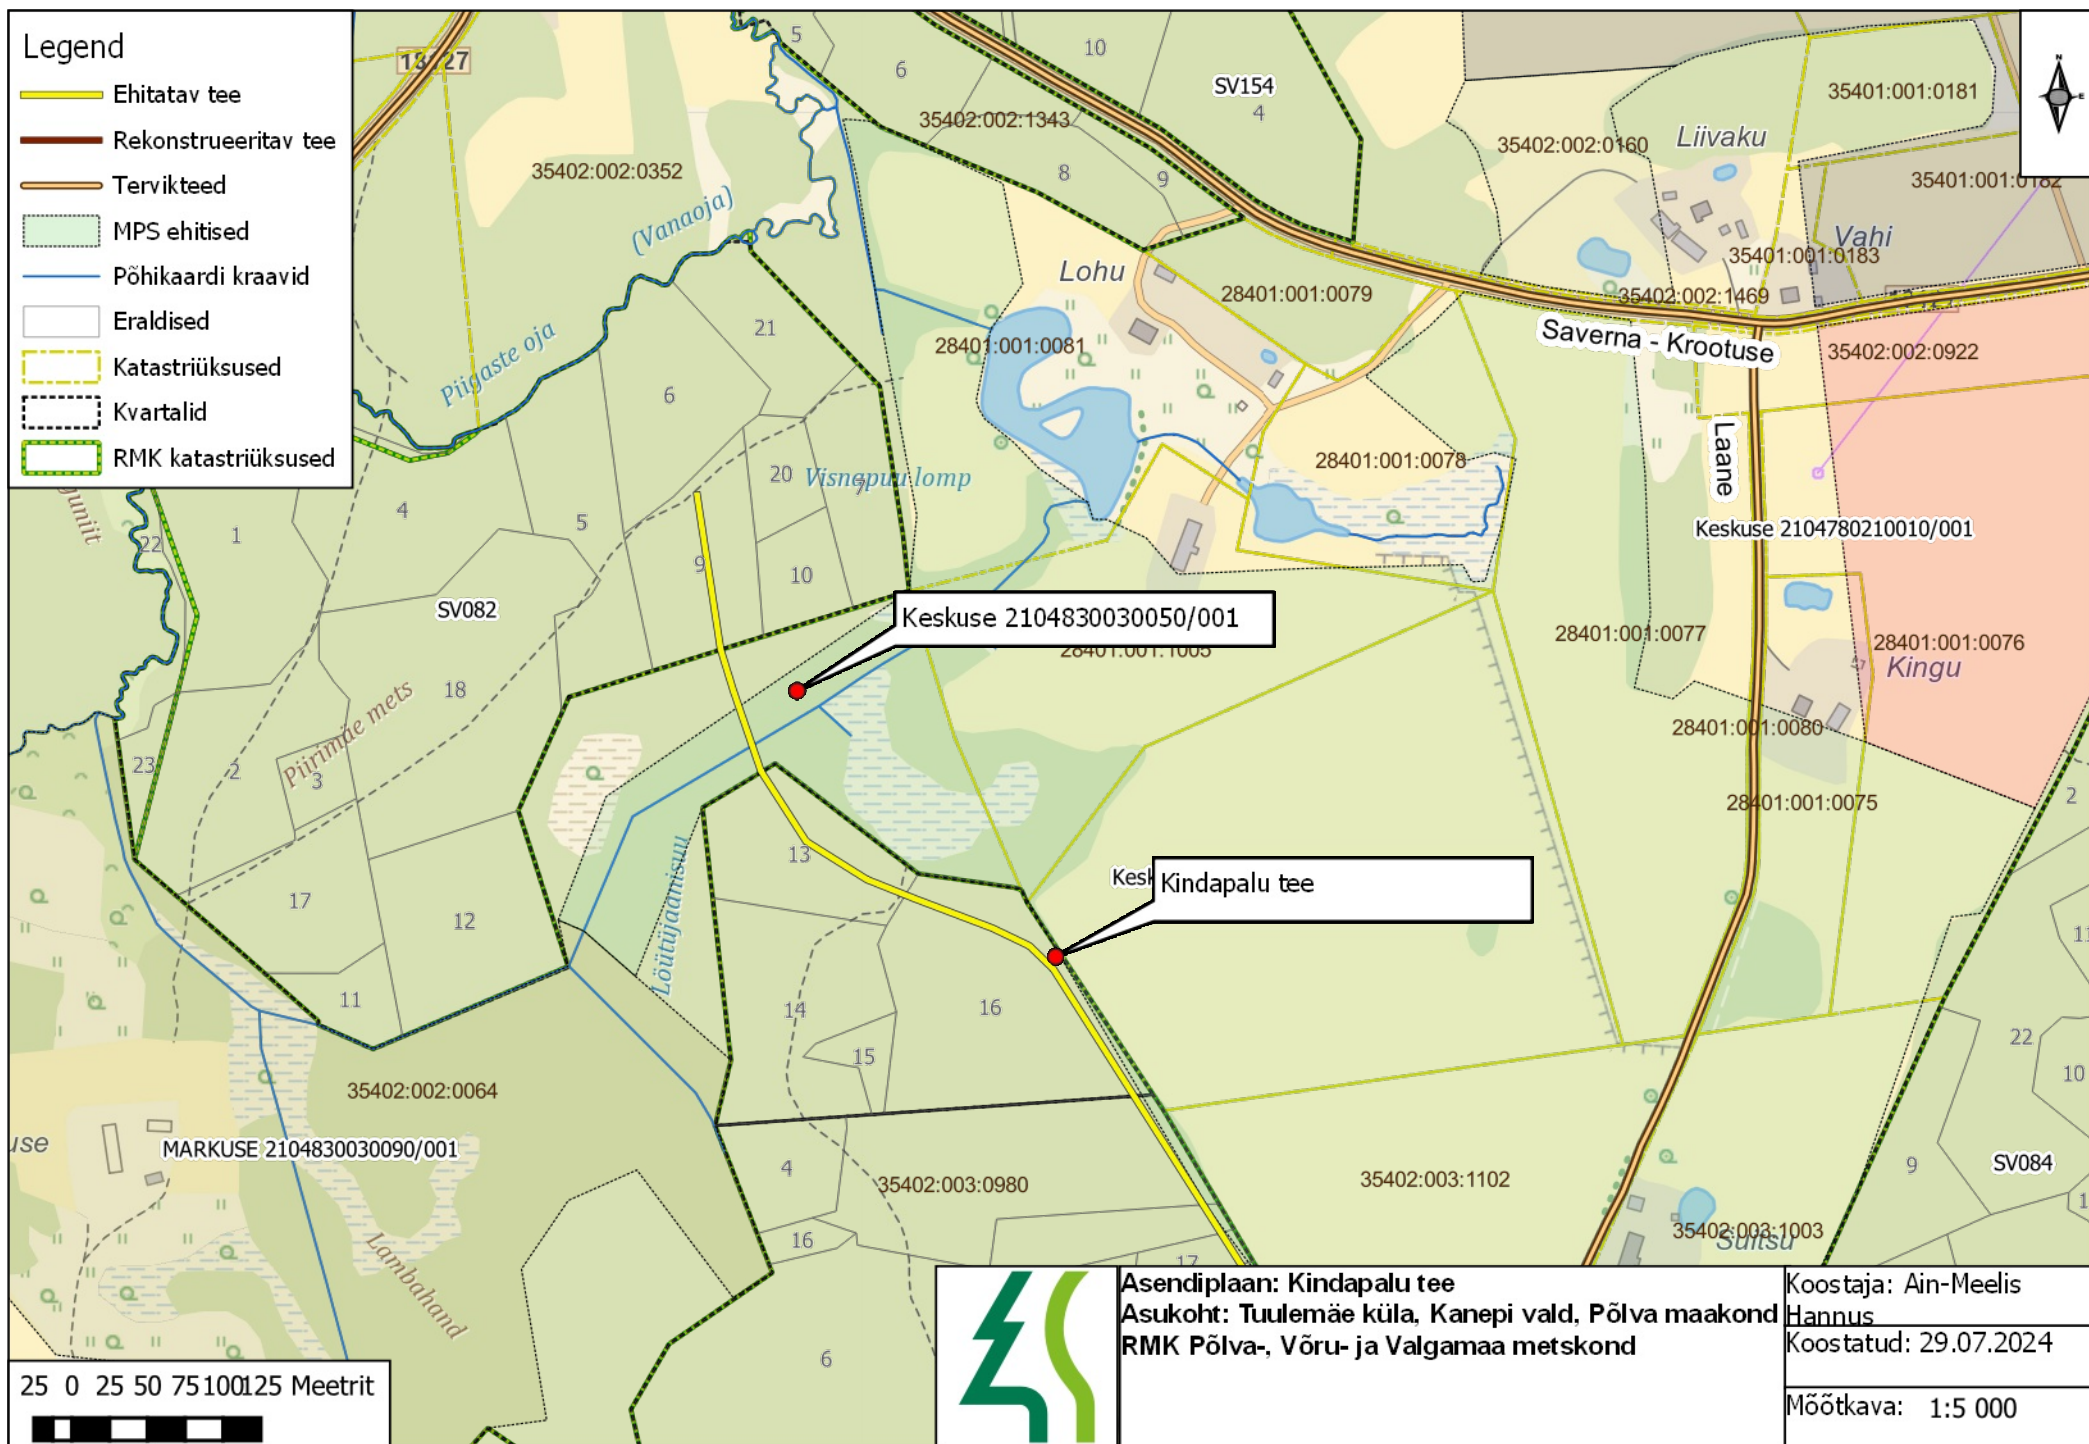 Legend
Ehitatav tee
Rekonstrueeritav tee
Tervikteed
MPS ehitised
Põhikaardi kraavid
Eraldised
Katastriüksused
Kvartalid
RMK katastriüksused
5
10
6
SV154
4
35402:002:1343
35401:001:0181
35402:002:0160
Liivaku
35402:002:0352
8
9
35401:001:0182
(Vanaoja)
Vahi
35401:001:0183
Lohu
28401:001:0079
35402:002:1469
Saverna - Krootuse
21
28401:001:0081
35402:002:0922
Piigaste oja
6
Laane
20
Visnapuu lomp
7
28401:001:0078
4
5
1
22
Keskuse 2104780210010/001
9
10
SV082
Keskuse 2104830030050/001
28401:001:1005
28401:001:0077
28401:001:0076
Kingu
18
Piirimäe mets
28401:001:0080
23
2
3
28401:001:0075
2
13
Kindapalu tee
17
12
Löütüjaanisuu
11
14
16
15
22
10
35402:002:0064
MARKUSE 2104830030090/001
4
35402:003:0980
35402:003:1102
9
SV084
16
17
35402:003:1003
Suitsu
Lambahand
6
25 0 25 50 75 100 125 Meetrit
Asendiplaan: Kindapalu tee
Asukoht: Tuulemäe küla, Kanepi vald, Põlva maakond
RMK Põlva-, Võru- ja Valgamaa metskond
Koostaja: Ain-Meelis
Hannus
Koostatud: 29.07.2024
Mõõtkava: 1:5 000